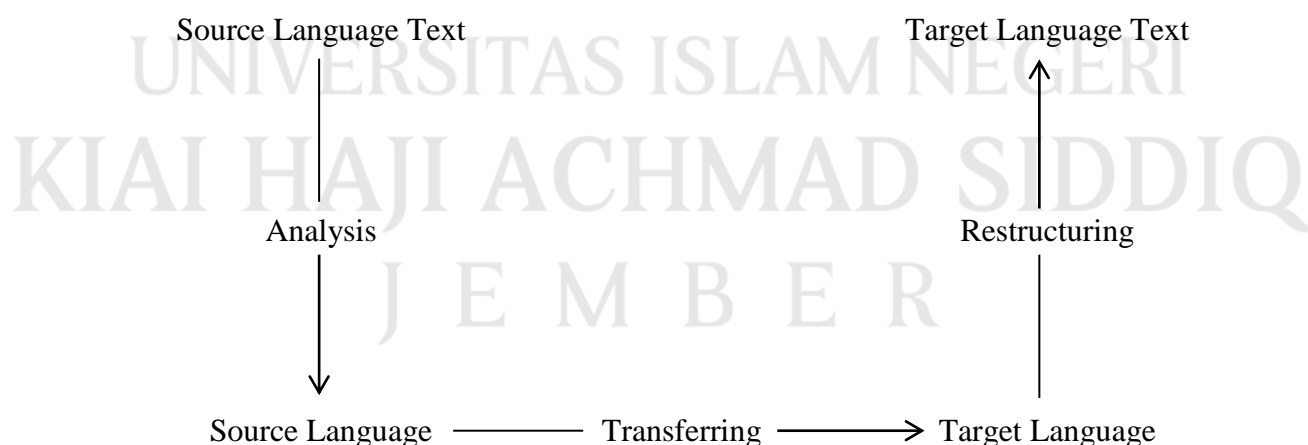 Source Language Text Target Language Text
UNIVERSITAS ISLAM NEGERI
KIAI HAJI ACHMAD SIDDIQ
Analysis Restructuring
J E M B E R
Source Language Transferring Target Language